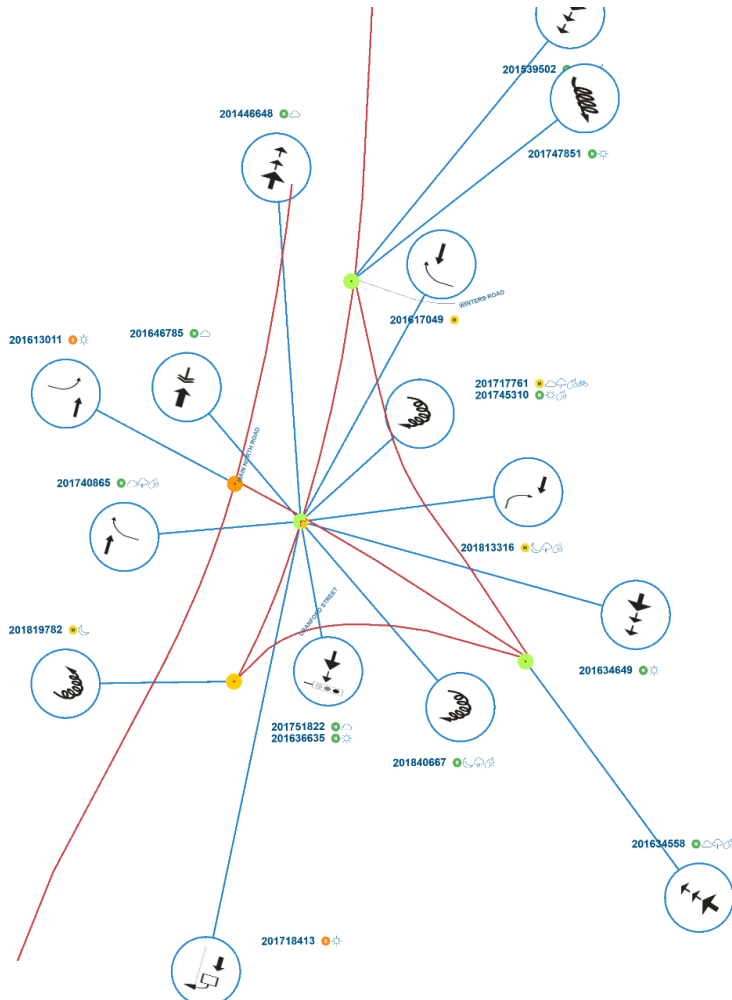 201539502
201747851 N
201446648 N
WINTERS ROAD
201617049 M
201613011 S
201646785 N
201717761 M
201745310 N
MAIN NORTH ROAD
201740865 N
201813316 M
CRANFORD STREET
201819782 M
201634649 N
201751822 N
201636635 N
201840667 N
201634558 N
201718413 S